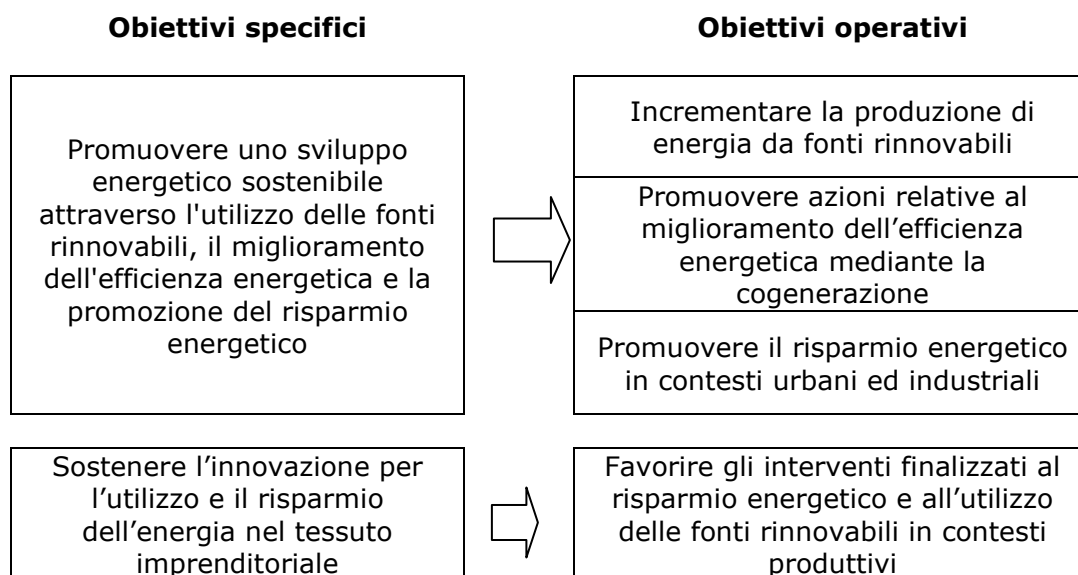 Obiettivi specifici
Obiettivi operativi
Promuovere uno sviluppo
energetico sostenibile
attraverso l'utilizzo delle fonti
rinnovabili, il miglioramento
dell'efficienza energetica e la
promozione del risparmio
energetico
Incrementare la produzione di
energia da fonti rinnovabili
Promuovere azioni relative al
miglioramento dell’efficienza
energetica mediante la
cogenerazione
Promuovere il risparmio energetico
in contesti urbani ed industriali
Sostenere l’innovazione per
l’utilizzo e il risparmio
dell’energia nel tessuto
imprenditoriale
Favorire gli interventi finalizzati al
risparmio energetico e all’utilizzo
delle fonti rinnovabili in contesti
produttivi